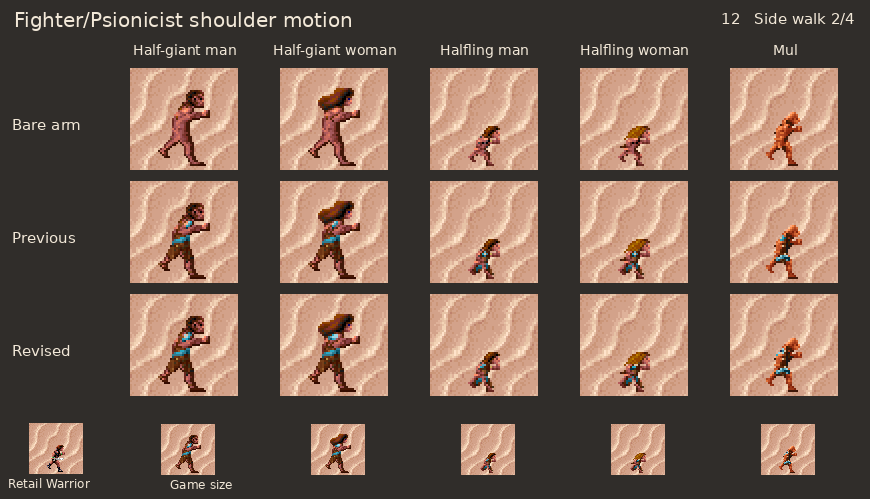 Fighter/Psionicist shoulder motion
12 Side walk 2/4
Half-giant man
Half-giant woman
Halfling man
Halfling woman
Mul
Bare arm
Previous
Revised
Retail Warrior
Game size